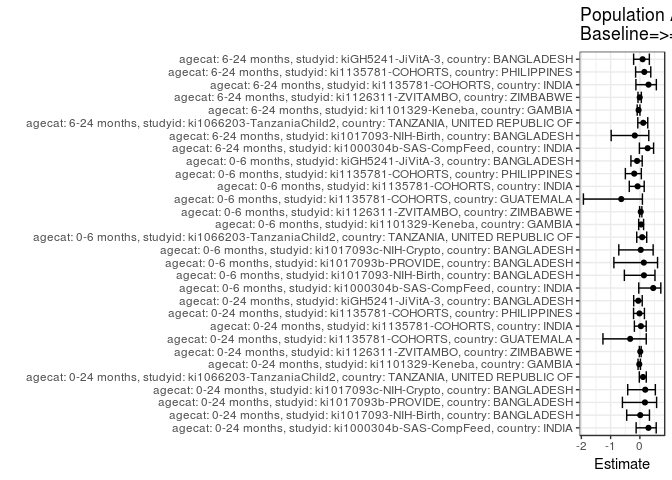 Population A
Baseline=>=
agecat: 6-24 months, studyid: kiGH5241-JiVitA-3, country: BANGLADESH
agecat: 6-24 months, studyid: ki1135781-COHORTS, country: PHILIPPINES
agecat: 6-24 months, studyid: ki1135781-COHORTS, country: INDIA
agecat: 6-24 months, studyid: ki1126311-ZVITAMBO, country: ZIMBABWE
agecat: 6-24 months, studyid: ki1101329-Keneba, country: GAMBIA
agecat: 6-24 months, studyid: ki1066203-TanzaniaChild2, country: TANZANIA, UNITED REPUBLIC OF
agecat: 6-24 months, studyid: ki1017093-NIH-Birth, country: BANGLADESH
agecat: 6-24 months, studyid: ki1000304b-SAS-CompFeed, country: INDIA
agecat: 0-6 months, studyid: kiGH5241-JiVitA-3, country: BANGLADESH
agecat: 0-6 months, studyid: ki1135781-COHORTS, country: PHILIPPINES
agecat: 0-6 months, studyid: ki1135781-COHORTS, country: INDIA
agecat: 0-6 months, studyid: ki1135781-COHORTS, country: GUATEMALA
agecat: 0-6 months, studyid: ki1126311-ZVITAMBO, country: ZIMBABWE
agecat: 0-6 months, studyid: ki1101329-Keneba, country: GAMBIA
agecat: 0-6 months, studyid: ki1066203-TanzaniaChild2, country: TANZANIA, UNITED REPUBLIC OF
agecat: 0-6 months, studyid: ki1017093c-NIH-Crypto, country: BANGLADESH
agecat: 0-6 months, studyid: ki1017093b-PROVIDE, country: BANGLADESH
agecat: 0-6 months, studyid: ki1017093-NIH-Birth, country: BANGLADESH
agecat: 0-6 months, studyid: ki1000304b-SAS-CompFeed, country: INDIA
agecat: 0-24 months, studyid: kiGH5241-JiVitA-3, country: BANGLADESH
agecat: 0-24 months, studyid: ki1135781-COHORTS, country: PHILIPPINES
agecat: 0-24 months, studyid: ki1135781-COHORTS, country: INDIA
agecat: 0-24 months, studyid: ki1135781-COHORTS, country: GUATEMALA
agecat: 0-24 months, studyid: ki1126311-ZVITAMBO, country: ZIMBABWE
agecat: 0-24 months, studyid: ki1101329-Keneba, country: GAMBIA
agecat: 0-24 months, studyid: ki1066203-TanzaniaChild2, country: TANZANIA, UNITED REPUBLIC OF
agecat: 0-24 months, studyid: ki1017093c-NIH-Crypto, country: BANGLADESH
agecat: 0-24 months, studyid: ki1017093b-PROVIDE, country: BANGLADESH
agecat: 0-24 months, studyid: ki1017093-NIH-Birth, country: BANGLADESH
agecat: 0-24 months, studyid: ki1000304b-SAS-CompFeed, country: INDIA
-2 -1 0
Estimate